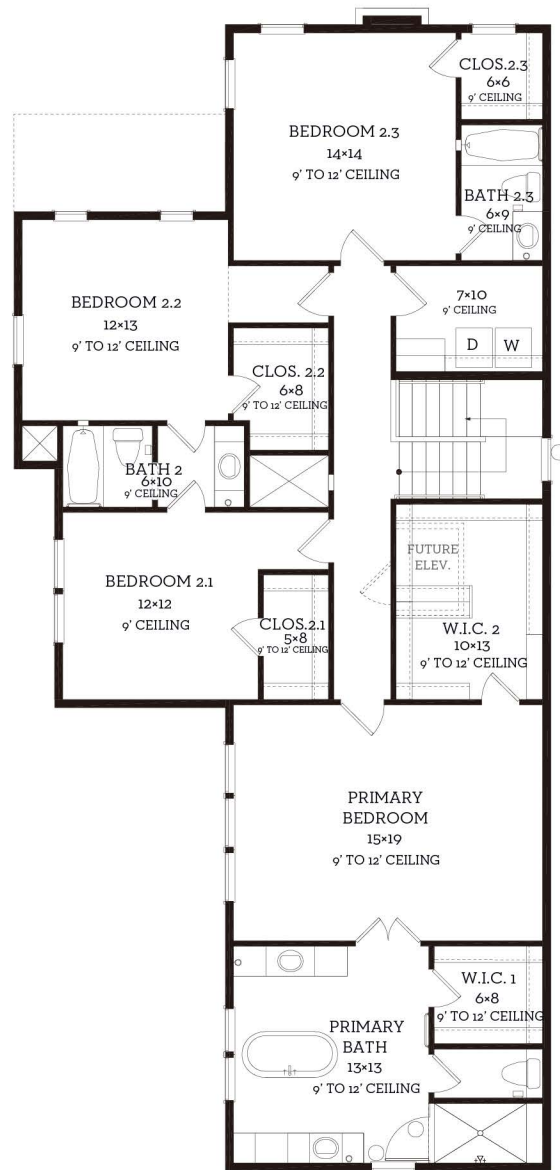 CLOS.2.3
6×6
9' CEILING
BEDROOM 2.3
14×14
9' TO 12' CEILING
BATH 2.3
6×9
9' CEILING
BEDROOM 2.2
12×13
9' TO 12' CEILING
7×10
9' CEILING
D
W
CLOS. 2.2
6×8
9' TO 12' CEILING
BATH 2
6×10
9' CEILING
FUTURE
ELEV.
BEDROOM 2.1
12×12
9' CEILING
CLOS.2.1
5×8
9' TO 12' CEILING
W.I.C. 2
10×13
9' TO 12' CEILING
PRIMARY
BEDROOM
15×19
9' TO 12' CEILING
W.I.C. 1
6×8
9' TO 12' CEILING
PRIMARY
BATH
13×13
9' TO 12' CEILING